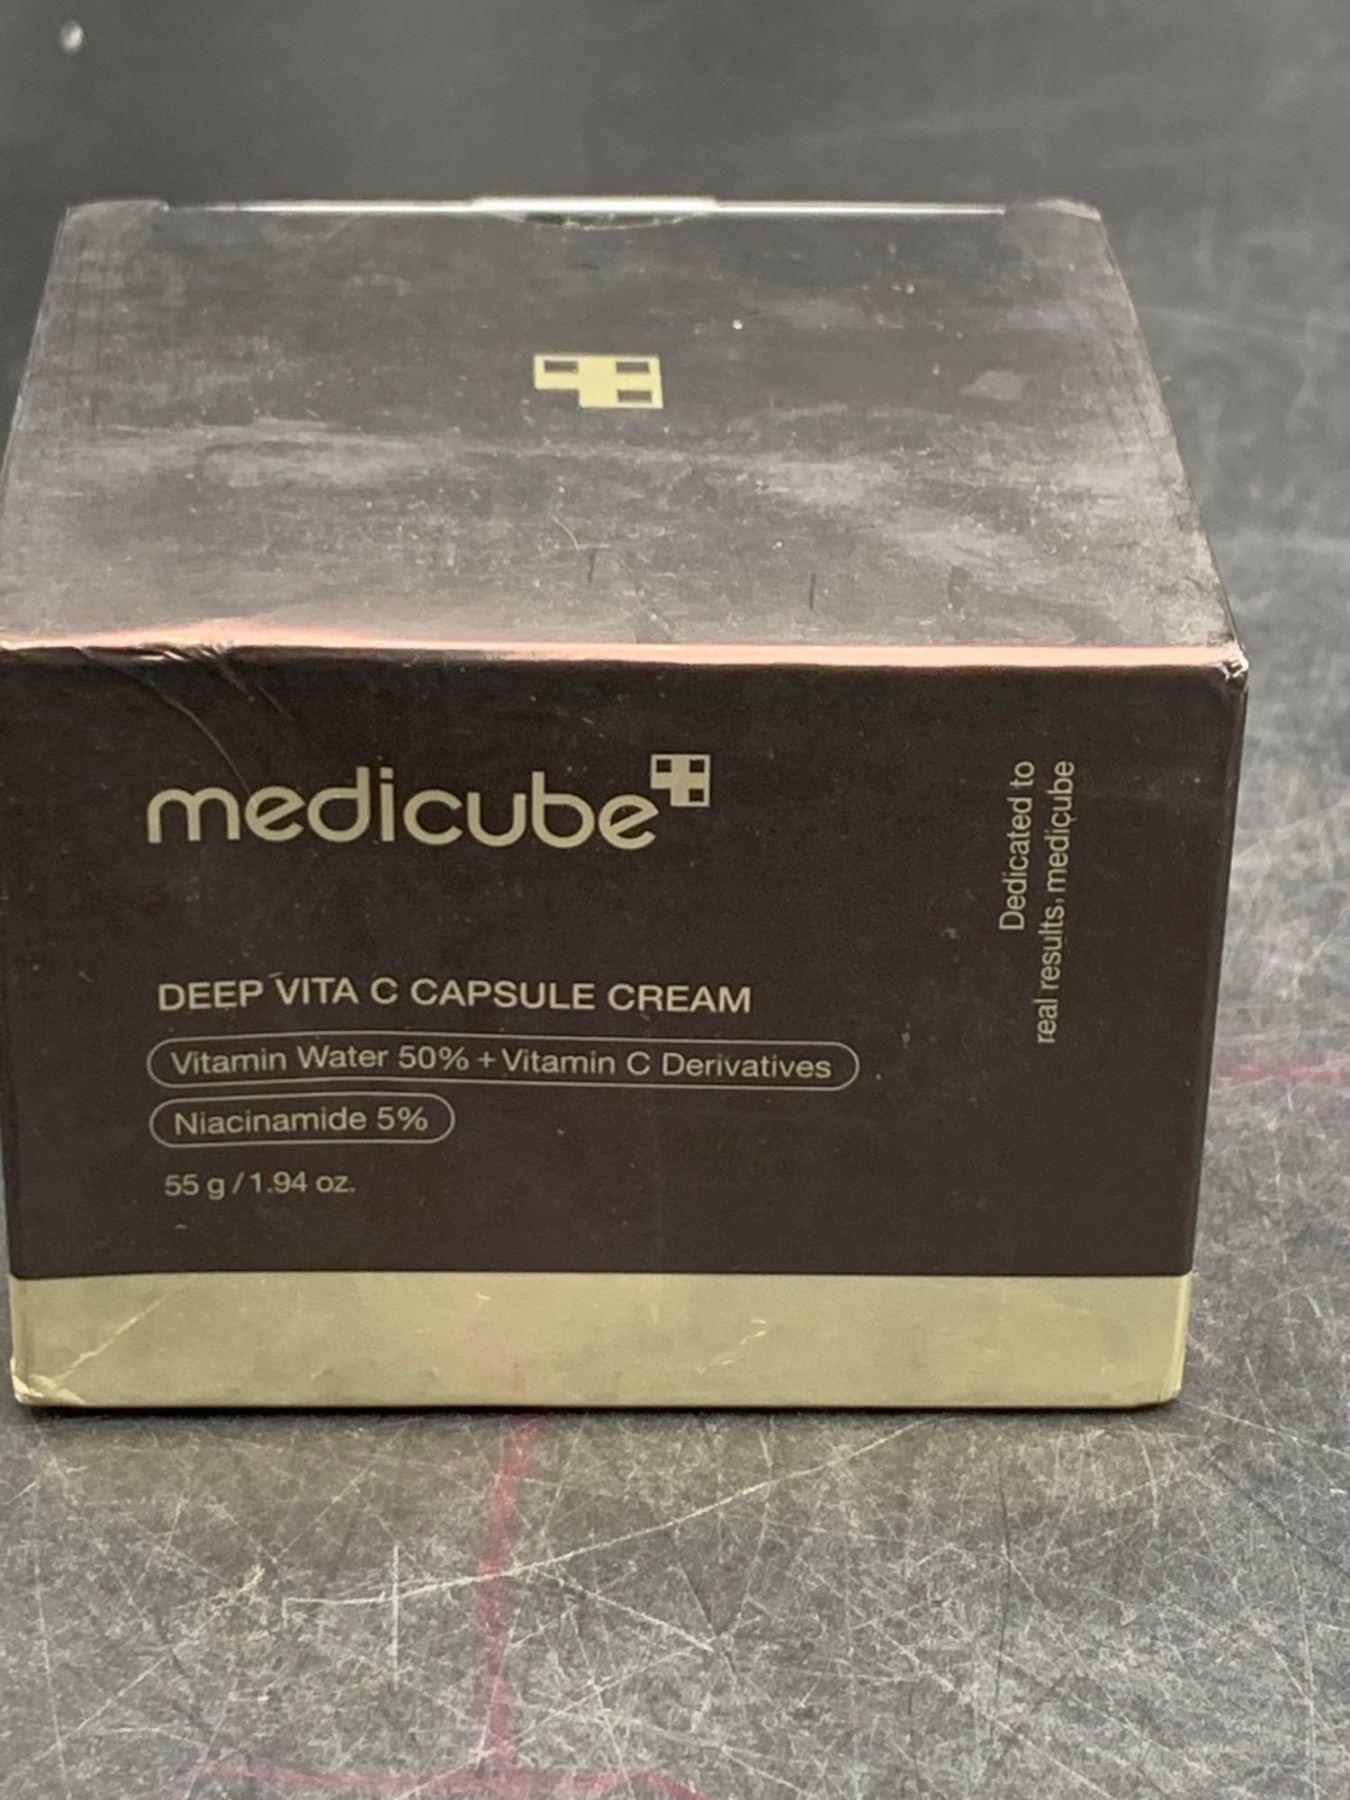 medicube
DEEP VITA C CAPSULE CREAM
Vitamin Water 50% + Vitamin C Derivatives
Niacinamide 5%
55 g / 1.94 oz.
Dedicated to
real results, medicube